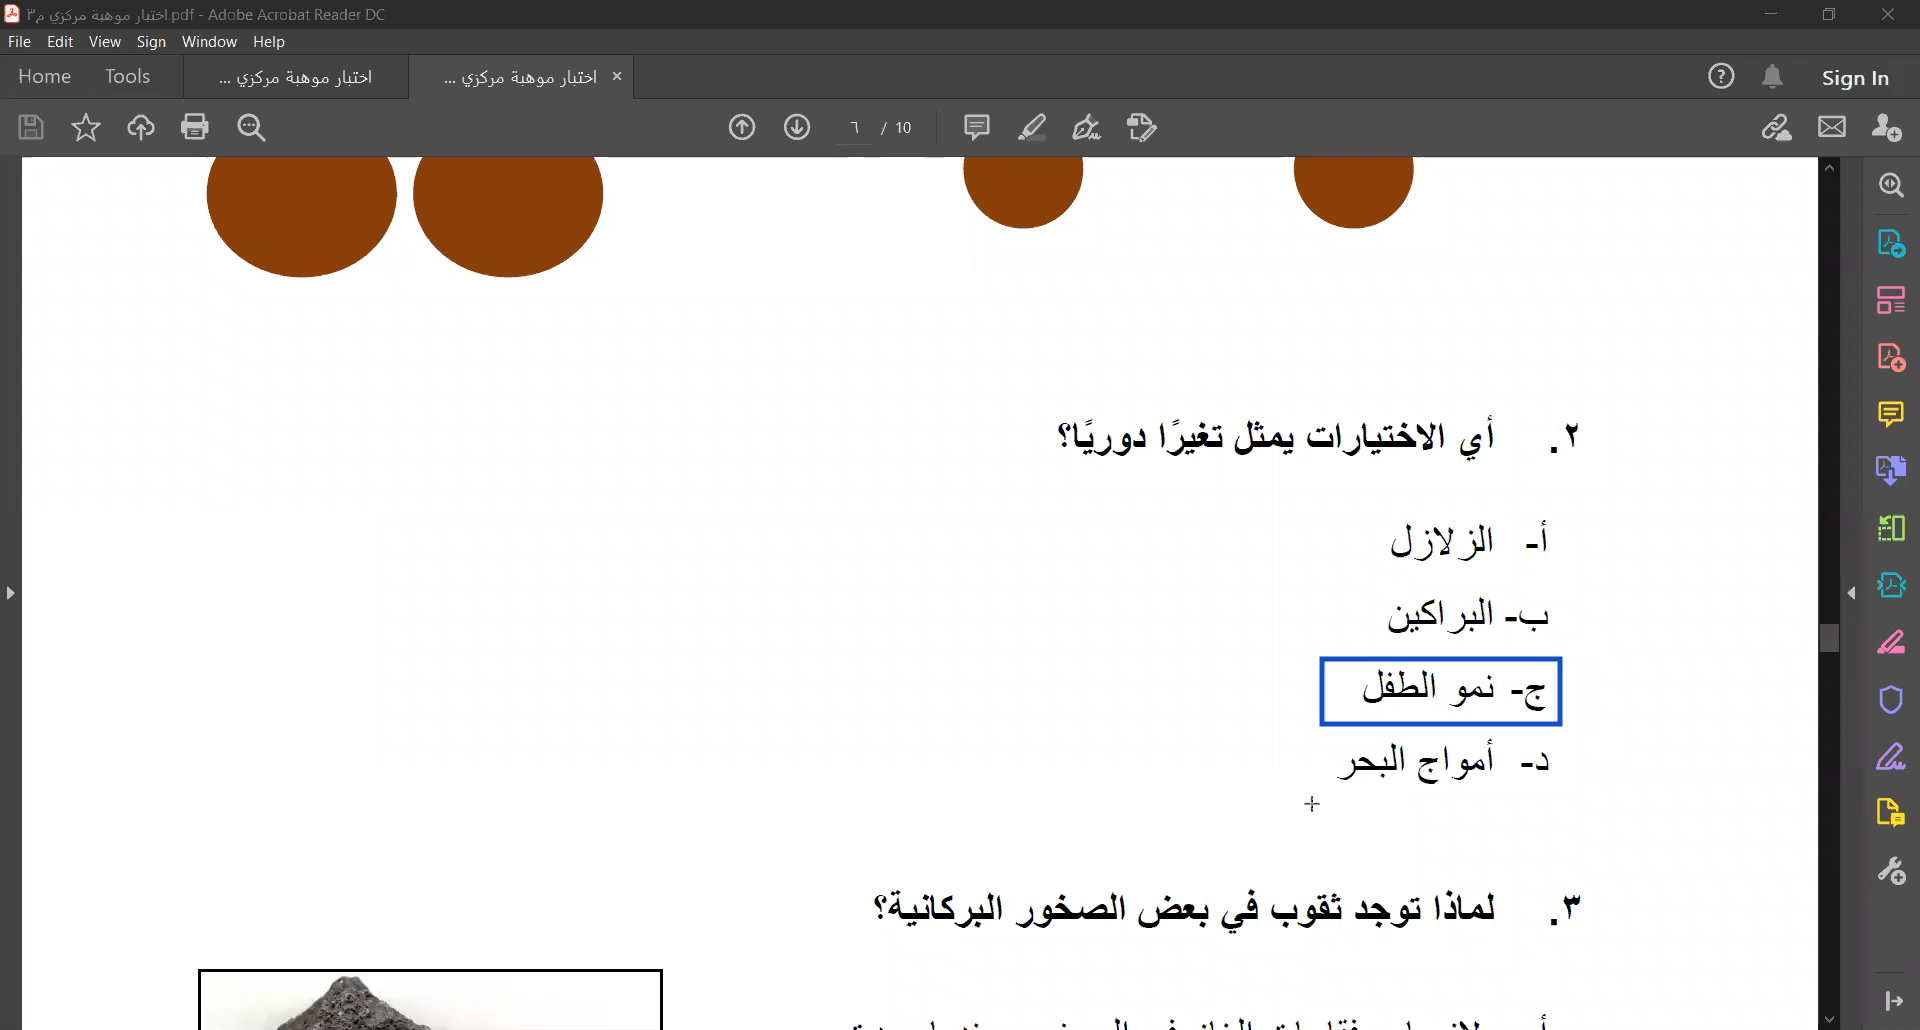 اختبار موهبة مركزي م٣.pdf - Adobe Acrobat Reader DC
File Edit View Sign Window Help
Home Tools اختبار موهبة مركزي ... اختبار موهبة مركزي ... × Sign In
٦ / 10
٢. أي الاختيارات يمثل تغيرًا دوريًا؟
أ- الزلازل
ب- البراكين
ج- نمو الطفل
د- أمواج البحر
٣. لماذا توجد ثقوب في بعض الصخور البركانية؟